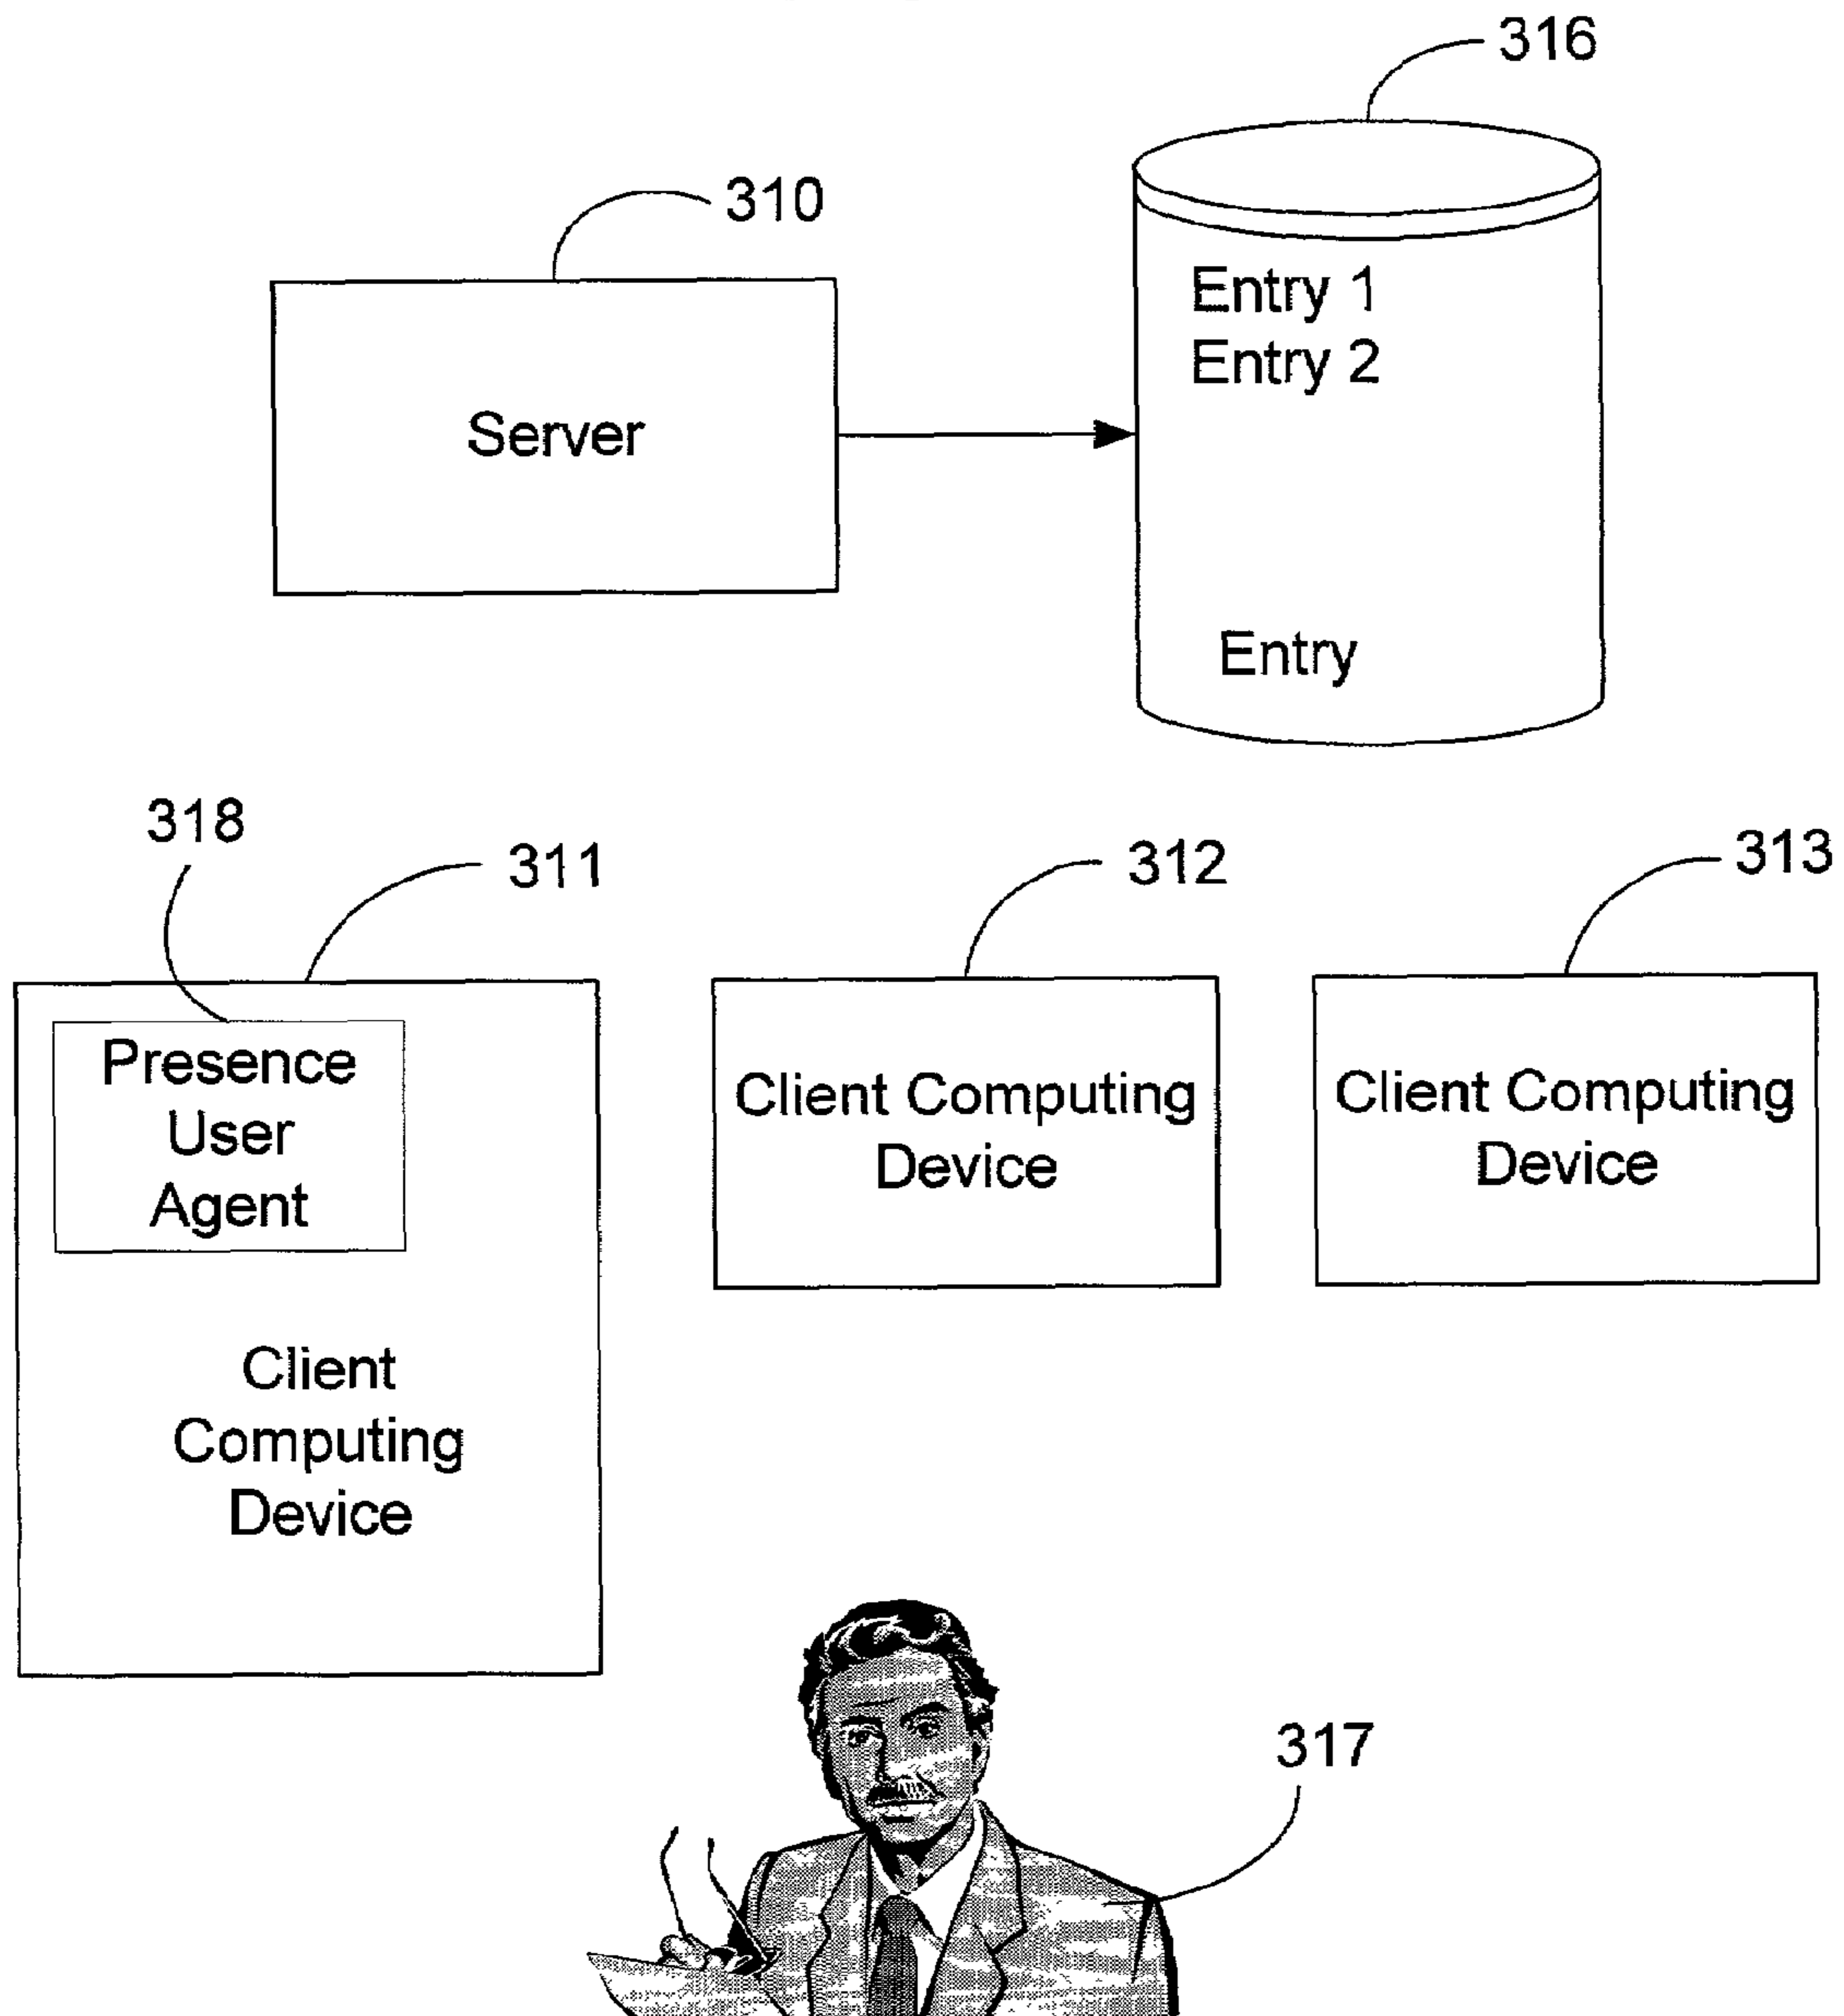 316
310
Entry 1
Entry 2
Server
Entry
318
311
312
313
Presence
User
Agent
Client
Computing
Device
Client Computing
Device
Client Computing
Device
317